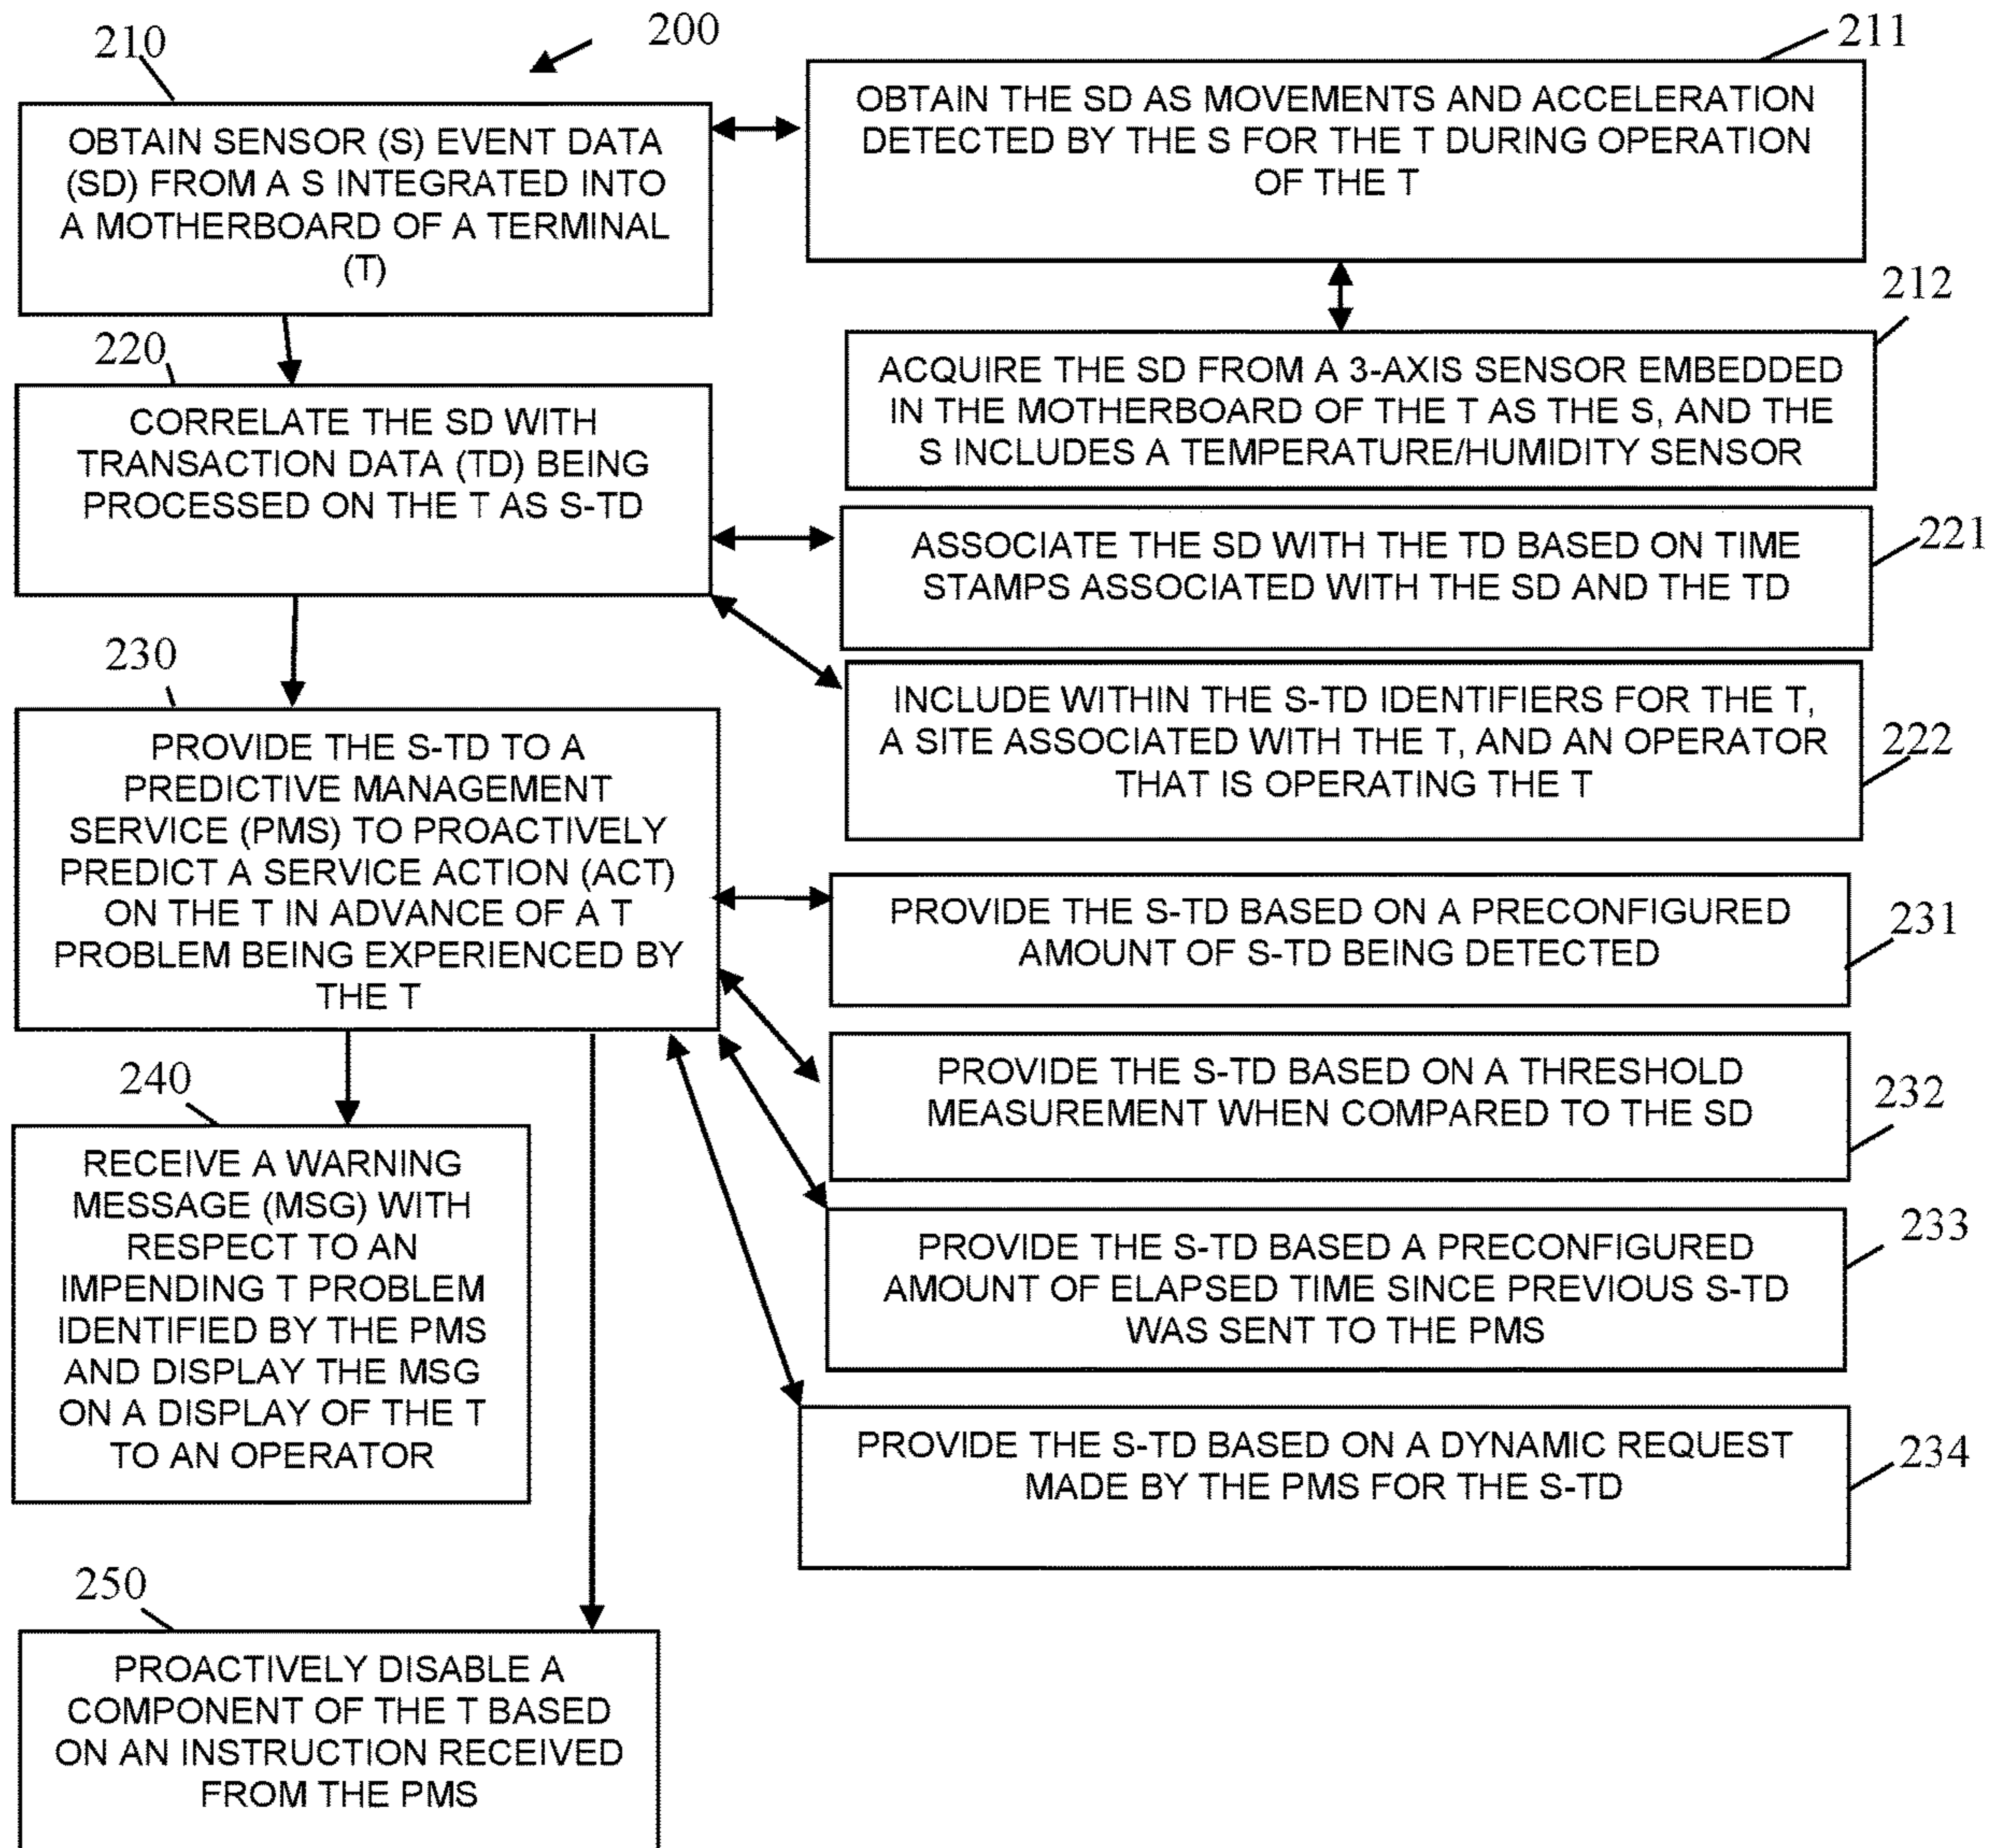 200
210
OBTAIN SENSOR (S) EVENT DATA
(SD) FROM A S INTEGRATED INTO
A MOTHERBOARD OF A TERMINAL
(T)
211
OBTAIN THE SD AS MOVEMENTS AND ACCELERATION
DETECTED BY THE S FOR THE T DURING OPERATION
OF THE T
212
ACQUIRE THE SD FROM A 3-AXIS SENSOR EMBEDDED
IN THE MOTHERBOARD OF THE T AS THE S, AND THE
S INCLUDES A TEMPERATURE/HUMIDITY SENSOR
220
CORRELATE THE SD WITH
TRANSACTION DATA (TD) BEING
PROCESSED ON THE T AS S-TD
221
ASSOCIATE THE SD WITH THE TD BASED ON TIME
STAMPS ASSOCIATED WITH THE SD AND THE TD
222
INCLUDE WITHIN THE S-TD IDENTIFIERS FOR THE T,
A SITE ASSOCIATED WITH THE T, AND AN OPERATOR
THAT IS OPERATING THE T
230
PROVIDE THE S-TD TO A
PREDICTIVE MANAGEMENT
SERVICE (PMS) TO PROACTIVELY
PREDICT A SERVICE ACTION (ACT)
ON THE T IN ADVANCE OF A T
PROBLEM BEING EXPERIENCED BY
THE T
231
PROVIDE THE S-TD BASED ON A PRECONFIGURED
AMOUNT OF S-TD BEING DETECTED
232
PROVIDE THE S-TD BASED ON A THRESHOLD
MEASUREMENT WHEN COMPARED TO THE SD
233
PROVIDE THE S-TD BASED A PRECONFIGURED
AMOUNT OF ELAPSED TIME SINCE PREVIOUS S-TD
WAS SENT TO THE PMS
234
PROVIDE THE S-TD BASED ON A DYNAMIC REQUEST
MADE BY THE PMS FOR THE S-TD
240
RECEIVE A WARNING
MESSAGE (MSG) WITH
RESPECT TO AN
IMPENDING T PROBLEM
IDENTIFIED BY THE PMS
AND DISPLAY THE MSG
ON A DISPLAY OF THE T
TO AN OPERATOR
250
PROACTIVELY DISABLE A
COMPONENT OF THE T BASED
ON AN INSTRUCTION RECEIVED
FROM THE PMS